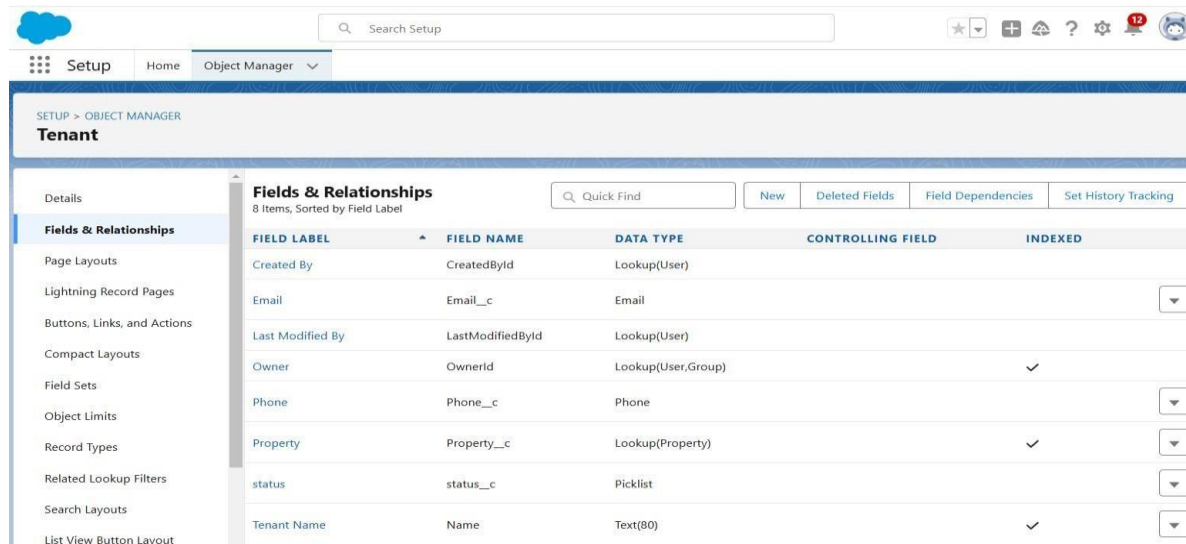 Search Setup
12
Setup Home Object Manager
SETUP > OBJECT MANAGER
Tenant
Details
Fields & Relationships
Page Layouts
Lightning Record Pages
Buttons, Links, and Actions
Compact Layouts
Field Sets
Object Limits
Record Types
Related Lookup Filters
Search Layouts
List View Button Layout
Fields & Relationships
8 Items, Sorted by Field Label
Quick Find New Deleted Fields Field Dependencies Set History Tracking
FIELD LABEL FIELD NAME DATA TYPE CONTROLLING FIELD INDEXED
Created By CreatedById Lookup(User)
Email Email__c Email
Last Modified By LastModifiedById Lookup(User)
Owner OwnerId Lookup(User,Group)
Phone Phone__c Phone
Property Property__c Lookup(Property)
status status__c Picklist
Tenant Name Name Text(80)